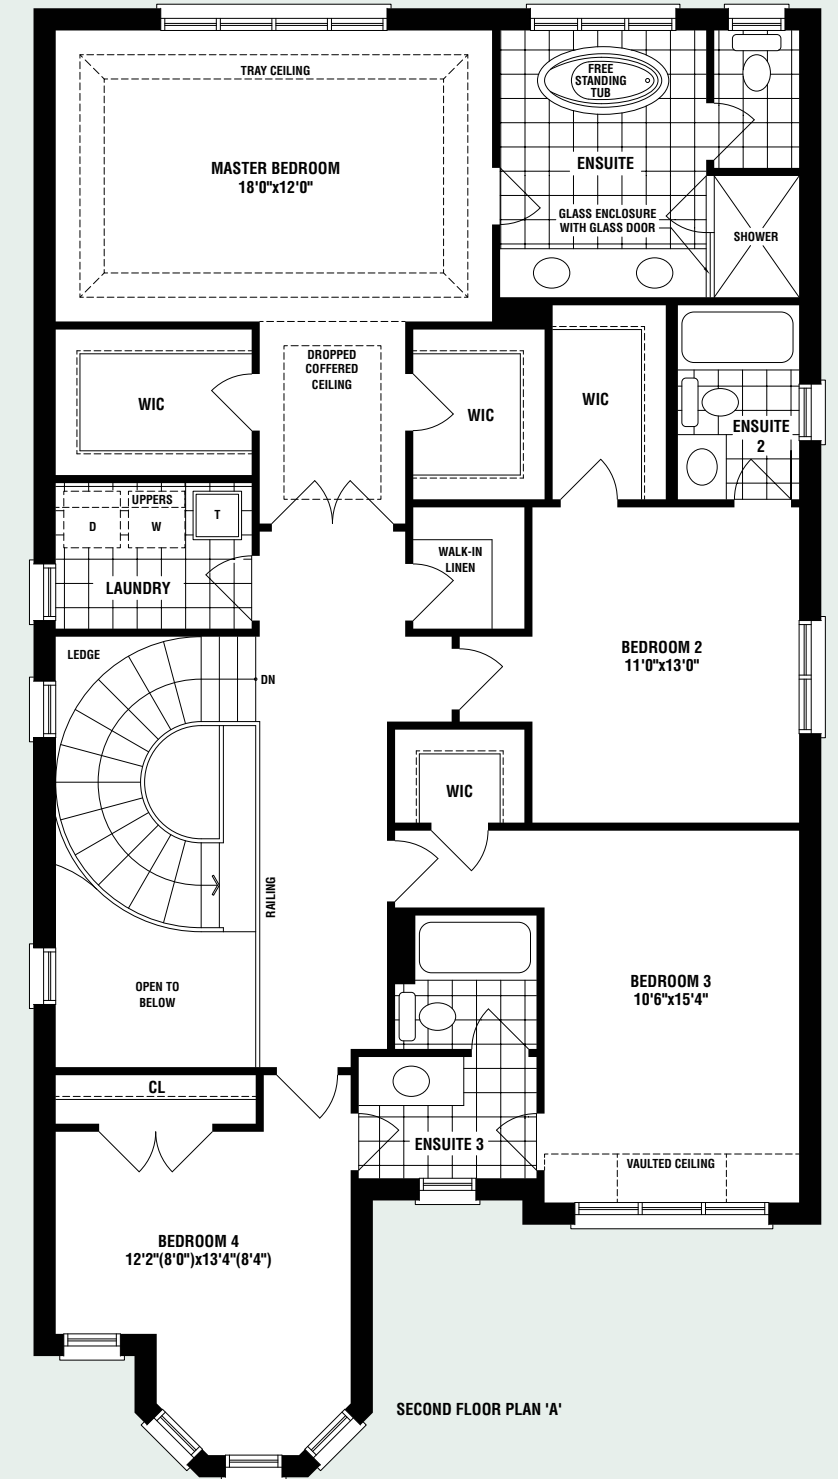 TRAY CEILING
MASTER BEDROOM
18'0"x12'0"
FREE
STANDING
TUB
ENSUITE
GLASS ENCLOSURE
WITH GLASS DOOR
SHOWER
DROPPED
COFFERED
CEILING
WIC
WIC
WIC
ENSUITE
2
UPPERS
D
W
T
LAUNDRY
WALK-IN
LINEN
LEDGE
DN
BEDROOM 2
11'0"x13'0"
WIC
RAILING
OPEN TO
BELOW
BEDROOM 3
10'6"x15'4"
CL
ENSUITE 3
VAULTED CEILING
BEDROOM 4
12'2"(8'0")x13'4"(8'4")
SECOND FLOOR PLAN 'A'